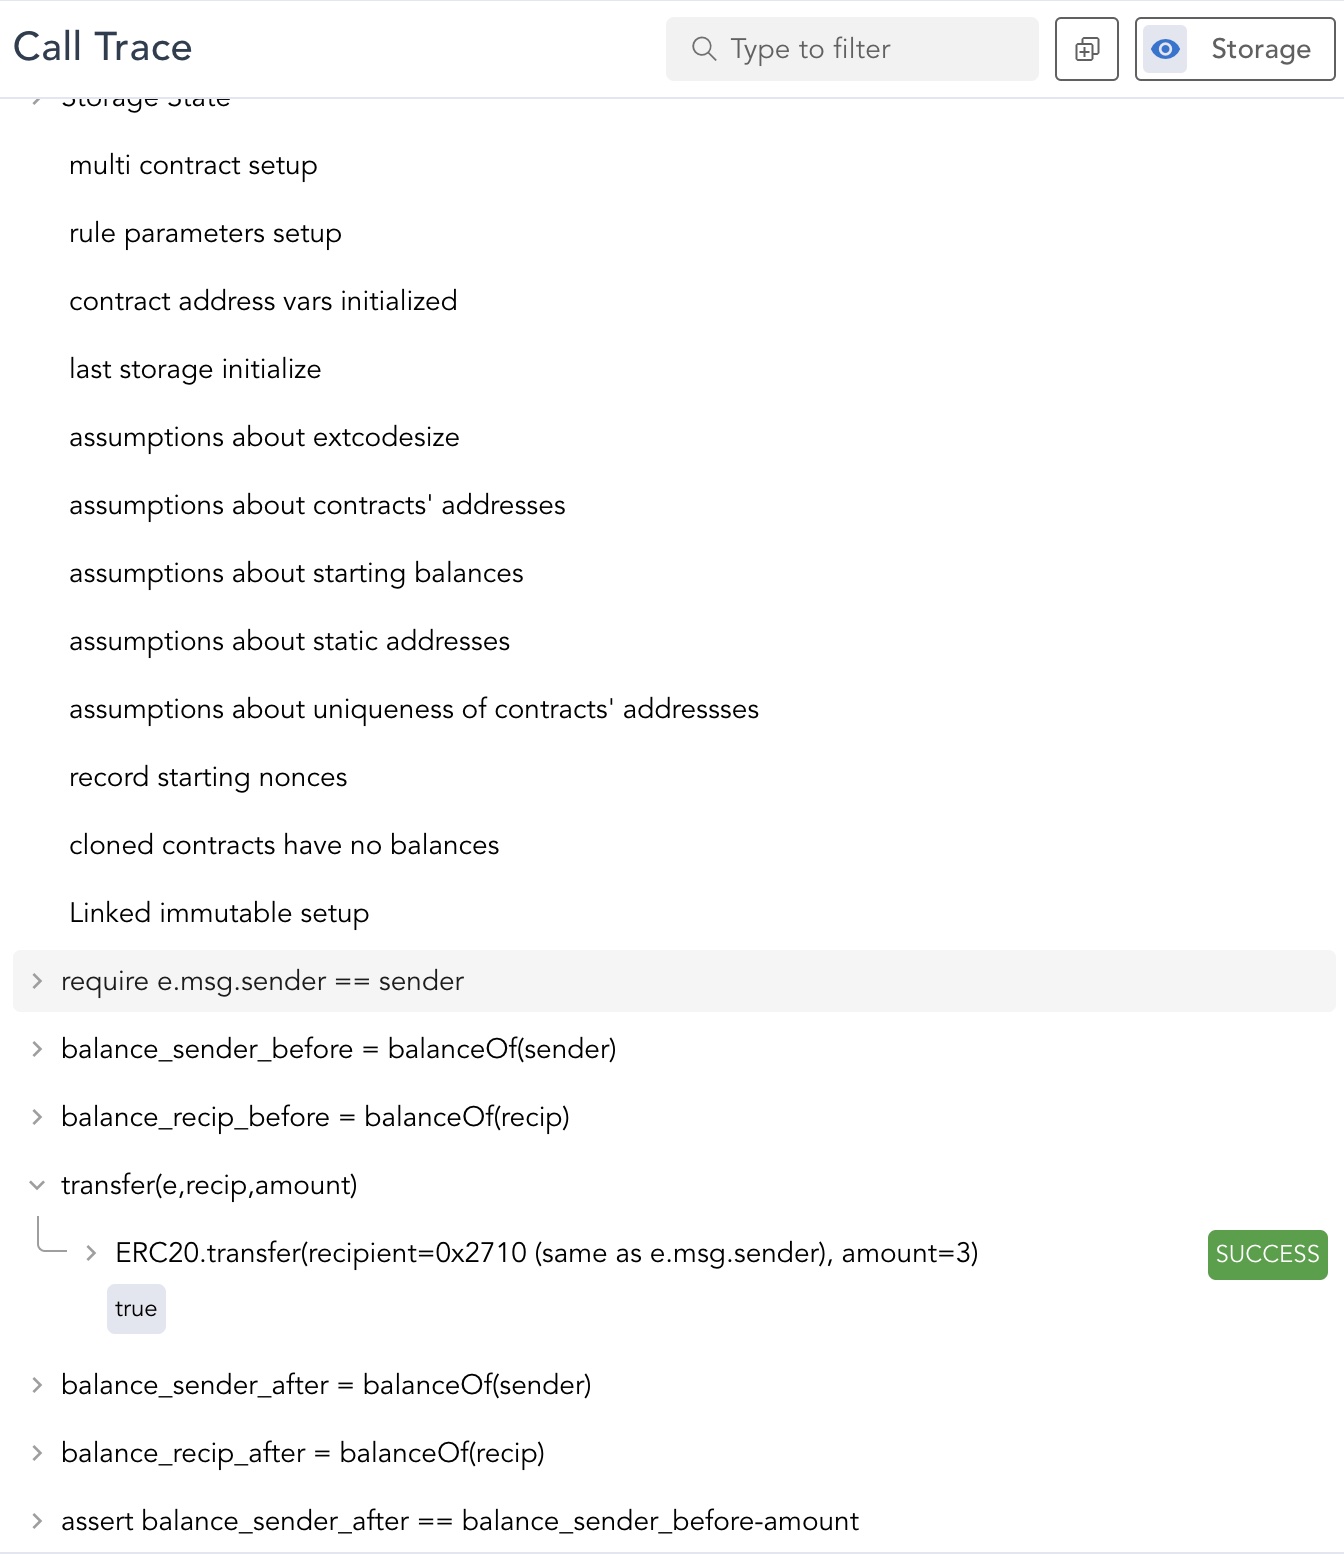 Call Trace
Type to filter
Storage
Storage State
multi contract setup
rule parameters setup
contract address vars initialized
last storage initialize
assumptions about extcodesize
assumptions about contracts' addresses
assumptions about starting balances
assumptions about static addresses
assumptions about uniqueness of contracts' addressses
record starting nonces
cloned contracts have no balances
Linked immutable setup
require e.msg.sender == sender
balance_sender_before = balanceOf(sender)
balance_recip_before = balanceOf(recip)
transfer(e,recip,amount)
ERC20.transfer(recipient=0x2710 (same as e.msg.sender), amount=3)
SUCCESS
true
balance_sender_after = balanceOf(sender)
balance_recip_after = balanceOf(recip)
assert balance_sender_after == balance_sender_before-amount